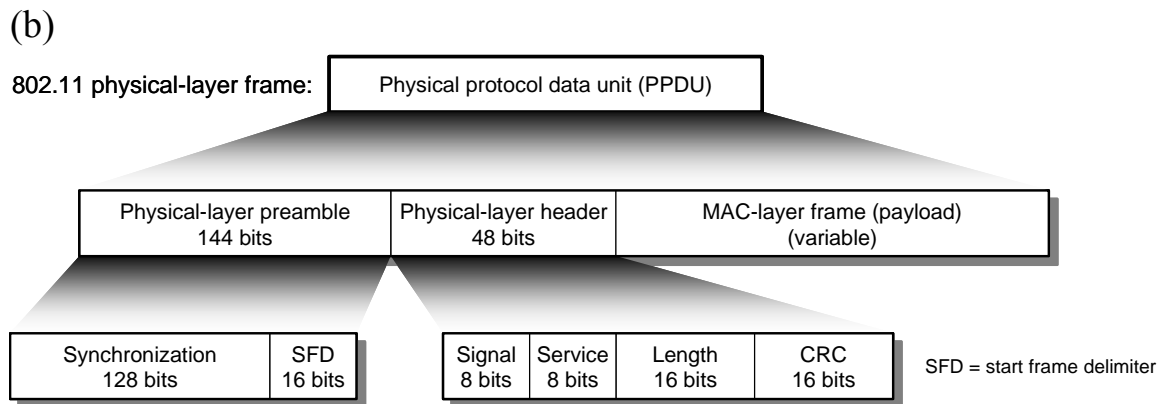 (b)
802.11 physical-layer frame:
Physical protocol data unit (PPDU)
Physical-layer preamble
144 bits
Physical-layer header
48 bits
MAC-layer frame (payload)
(variable)
Synchronization
128 bits
SFD
16 bits
Signal
8 bits
Service
8 bits
Length
16 bits
CRC
16 bits
SFD = start frame delimiter